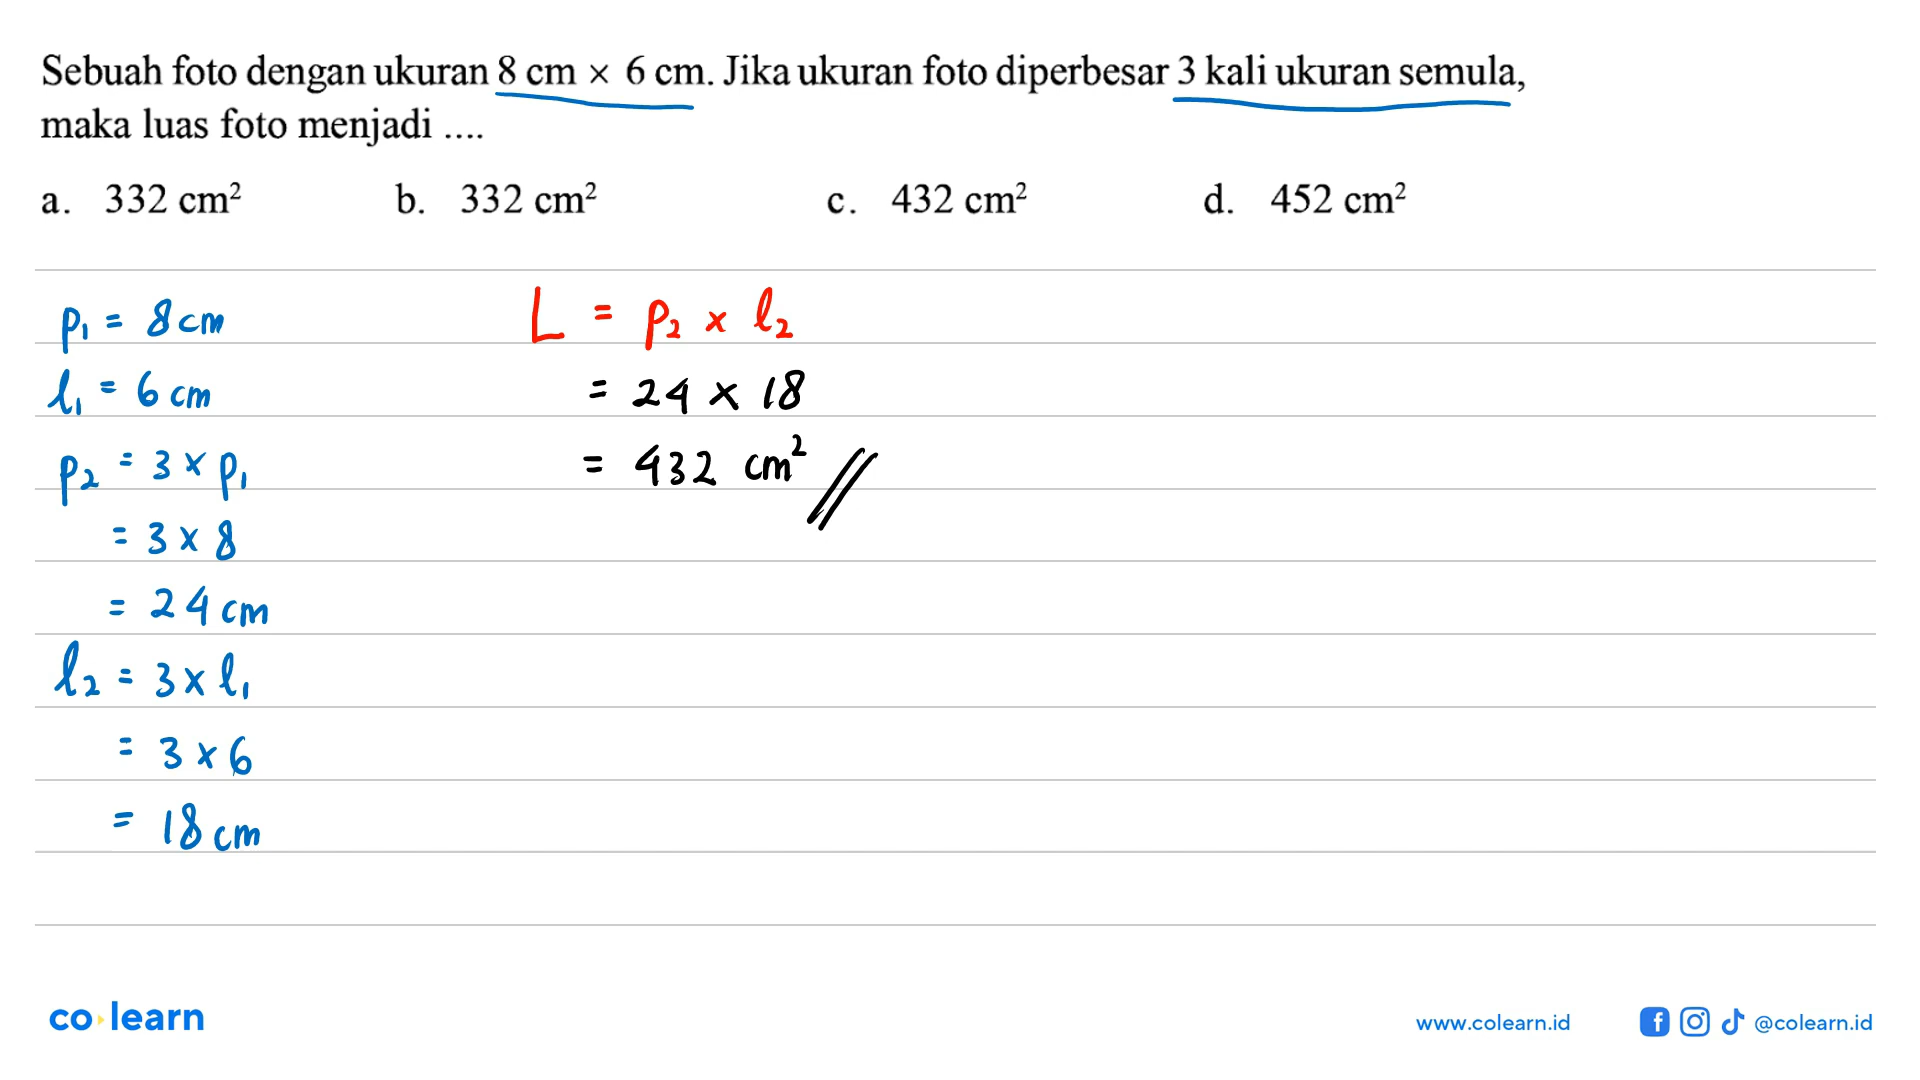 Sebuah foto dengan ukuran 8 cm × 6 cm. Jika ukuran foto diperbesar 3 kali ukuran semula,
maka luas foto menjadi ....
a. 332 cm² b. 332 cm² c. 432 cm² d. 452 cm²
p₁ = 8 cm
l₁ = 6 cm
p₂ = 3 × p₁
= 3 × 8
= 24 cm
l₂ = 3 × l₁
= 3 × 6
= 18 cm
L = p₂ × l₂
= 24 × 18
= 432 cm²
co learn
www.colearn.id
@colearn.id